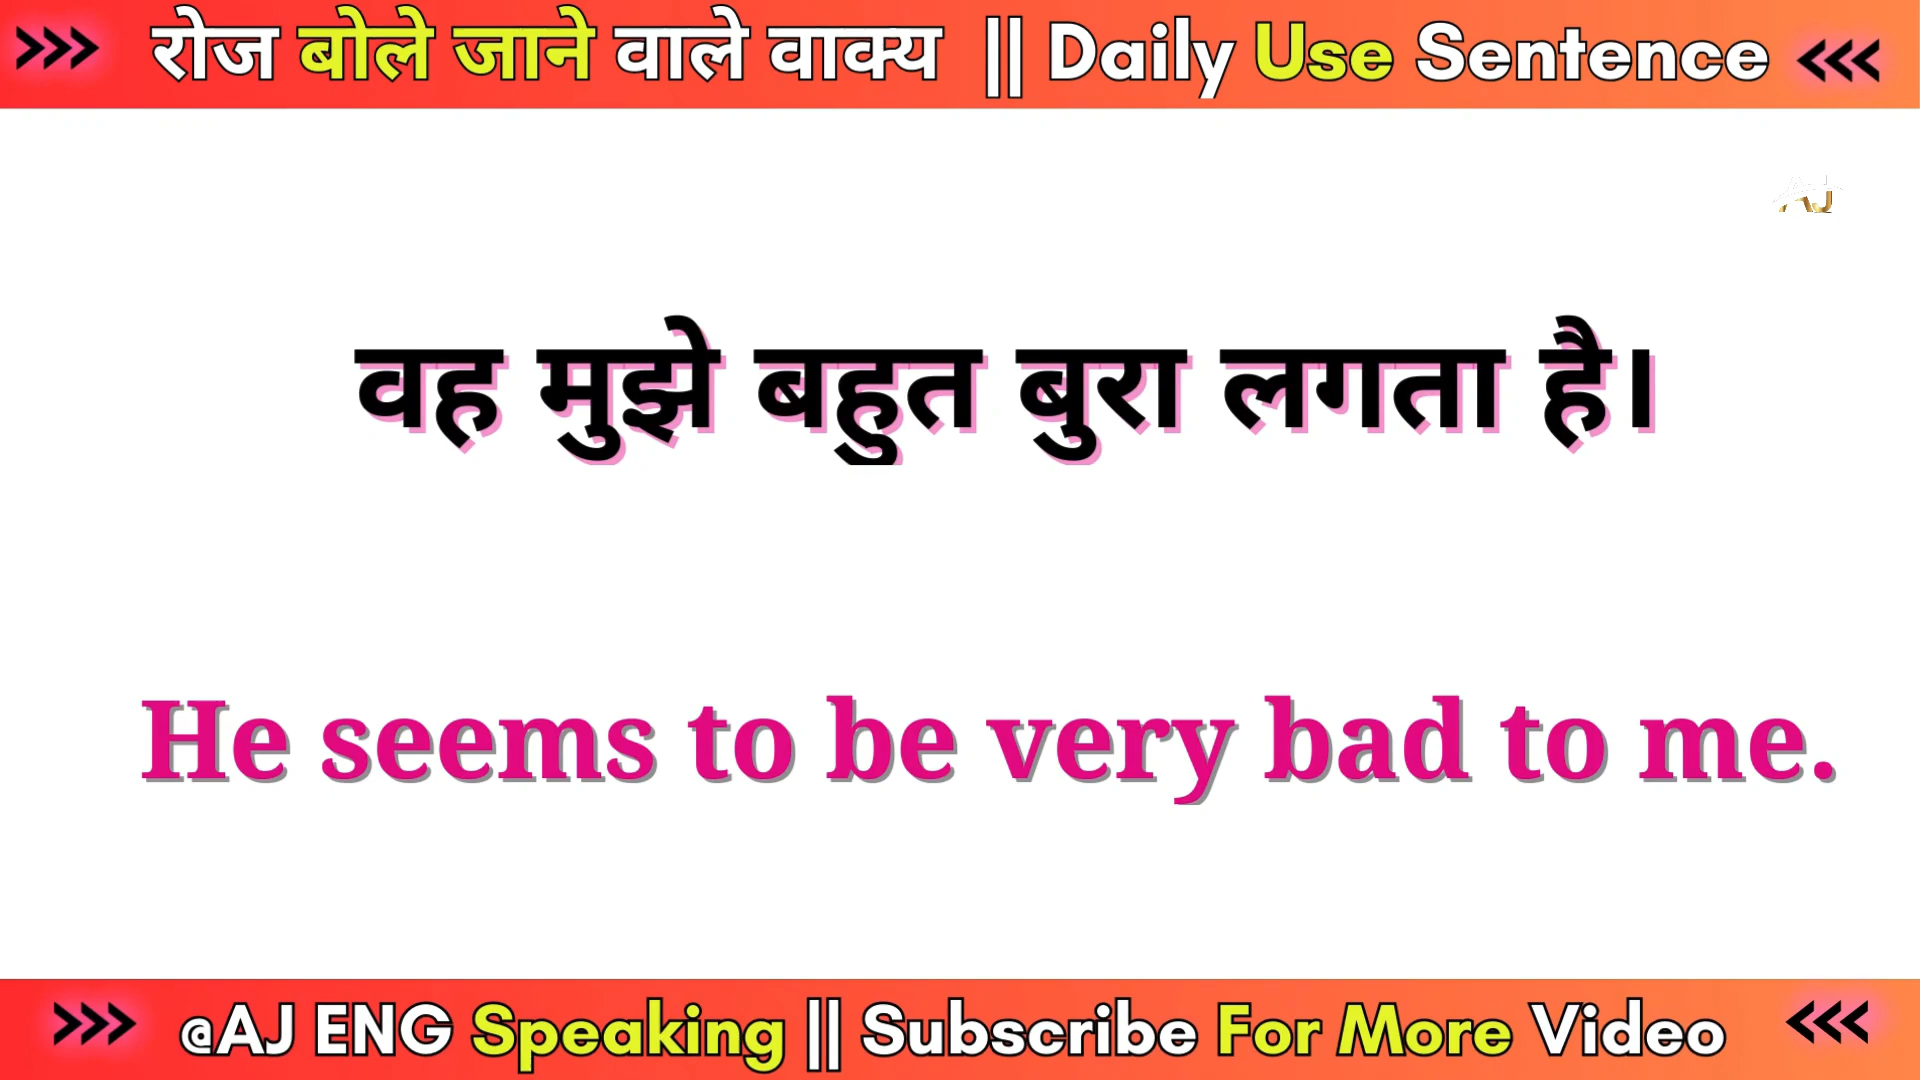 >>> रोज बोले जाने वाले वाक्य || Daily Use Sentence <<<
AJ
वह मुझे बहुत बुरा लगता है।
He seems to be very bad to me.
>>> @AJ ENG Speaking || Subscribe For More Video <<<